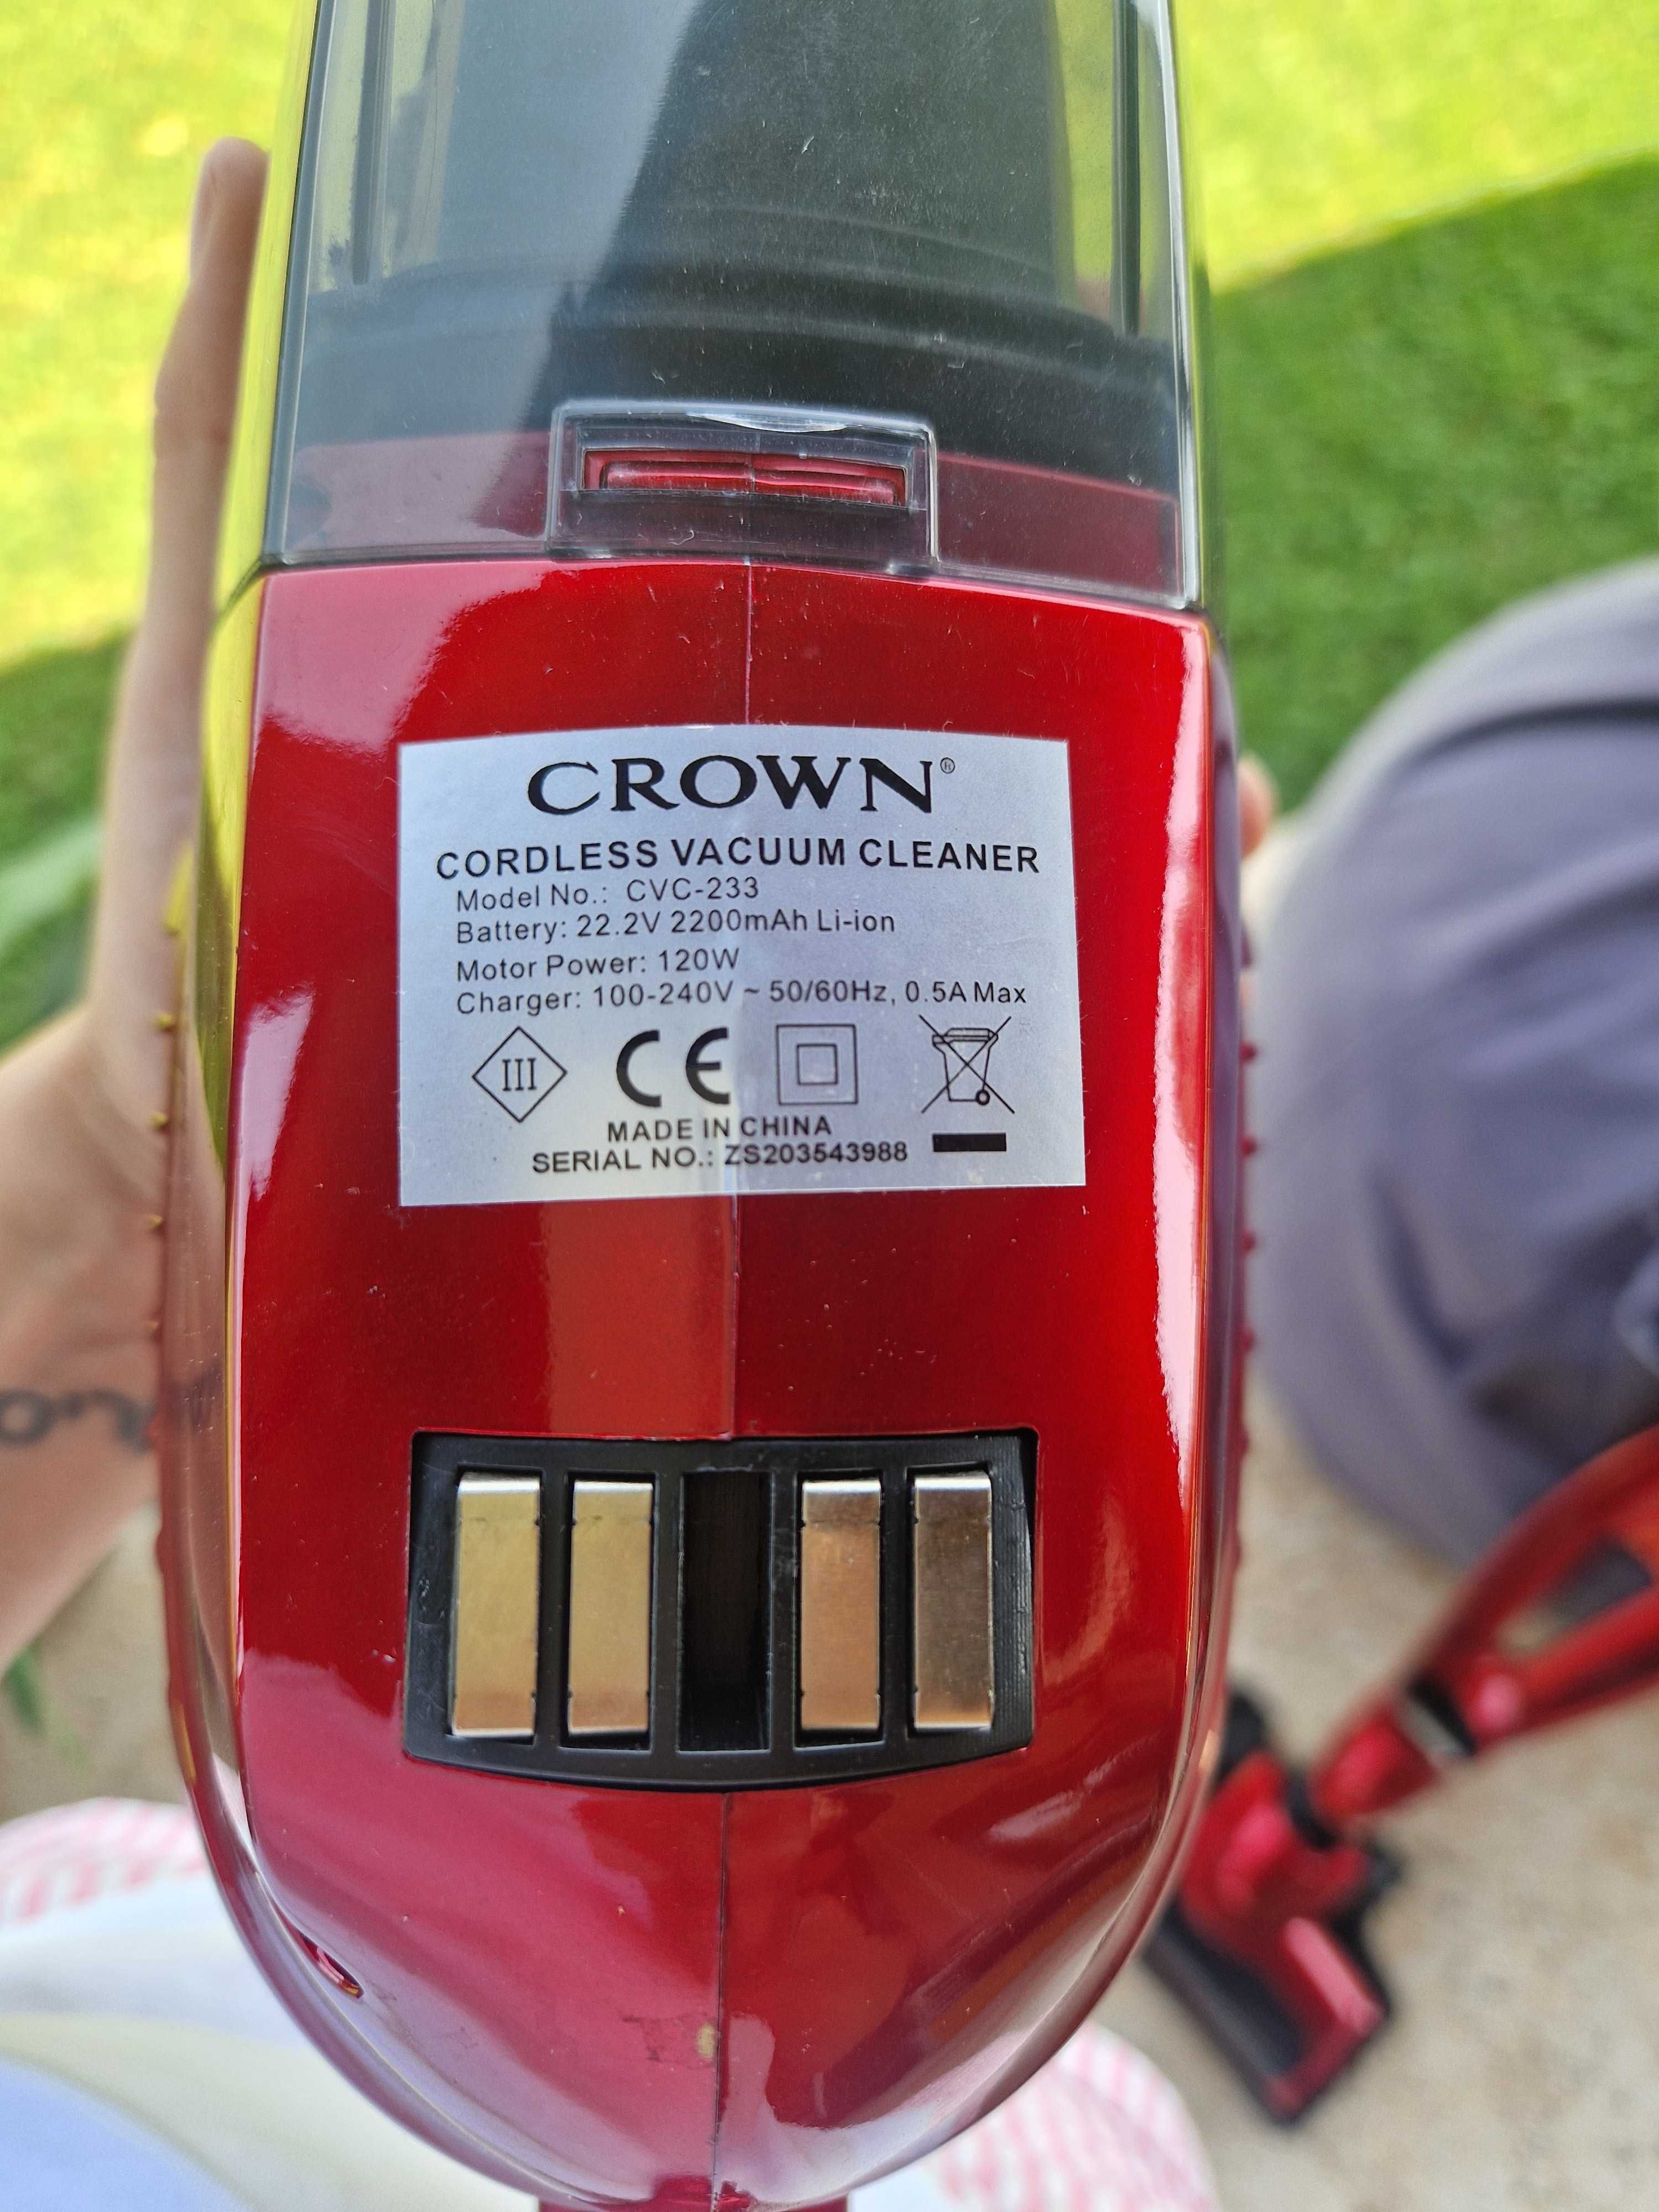 CROWN®
CORDLESS VACUUM CLEANER
Model No.: CVC-233
Battery: 22.2V 2200mAh Li-ion
Motor Power: 120W
Charger: 100-240V ~ 50/60Hz, 0.5A Max
III CE
MADE IN CHINA
SERIAL NO.: ZS203543988